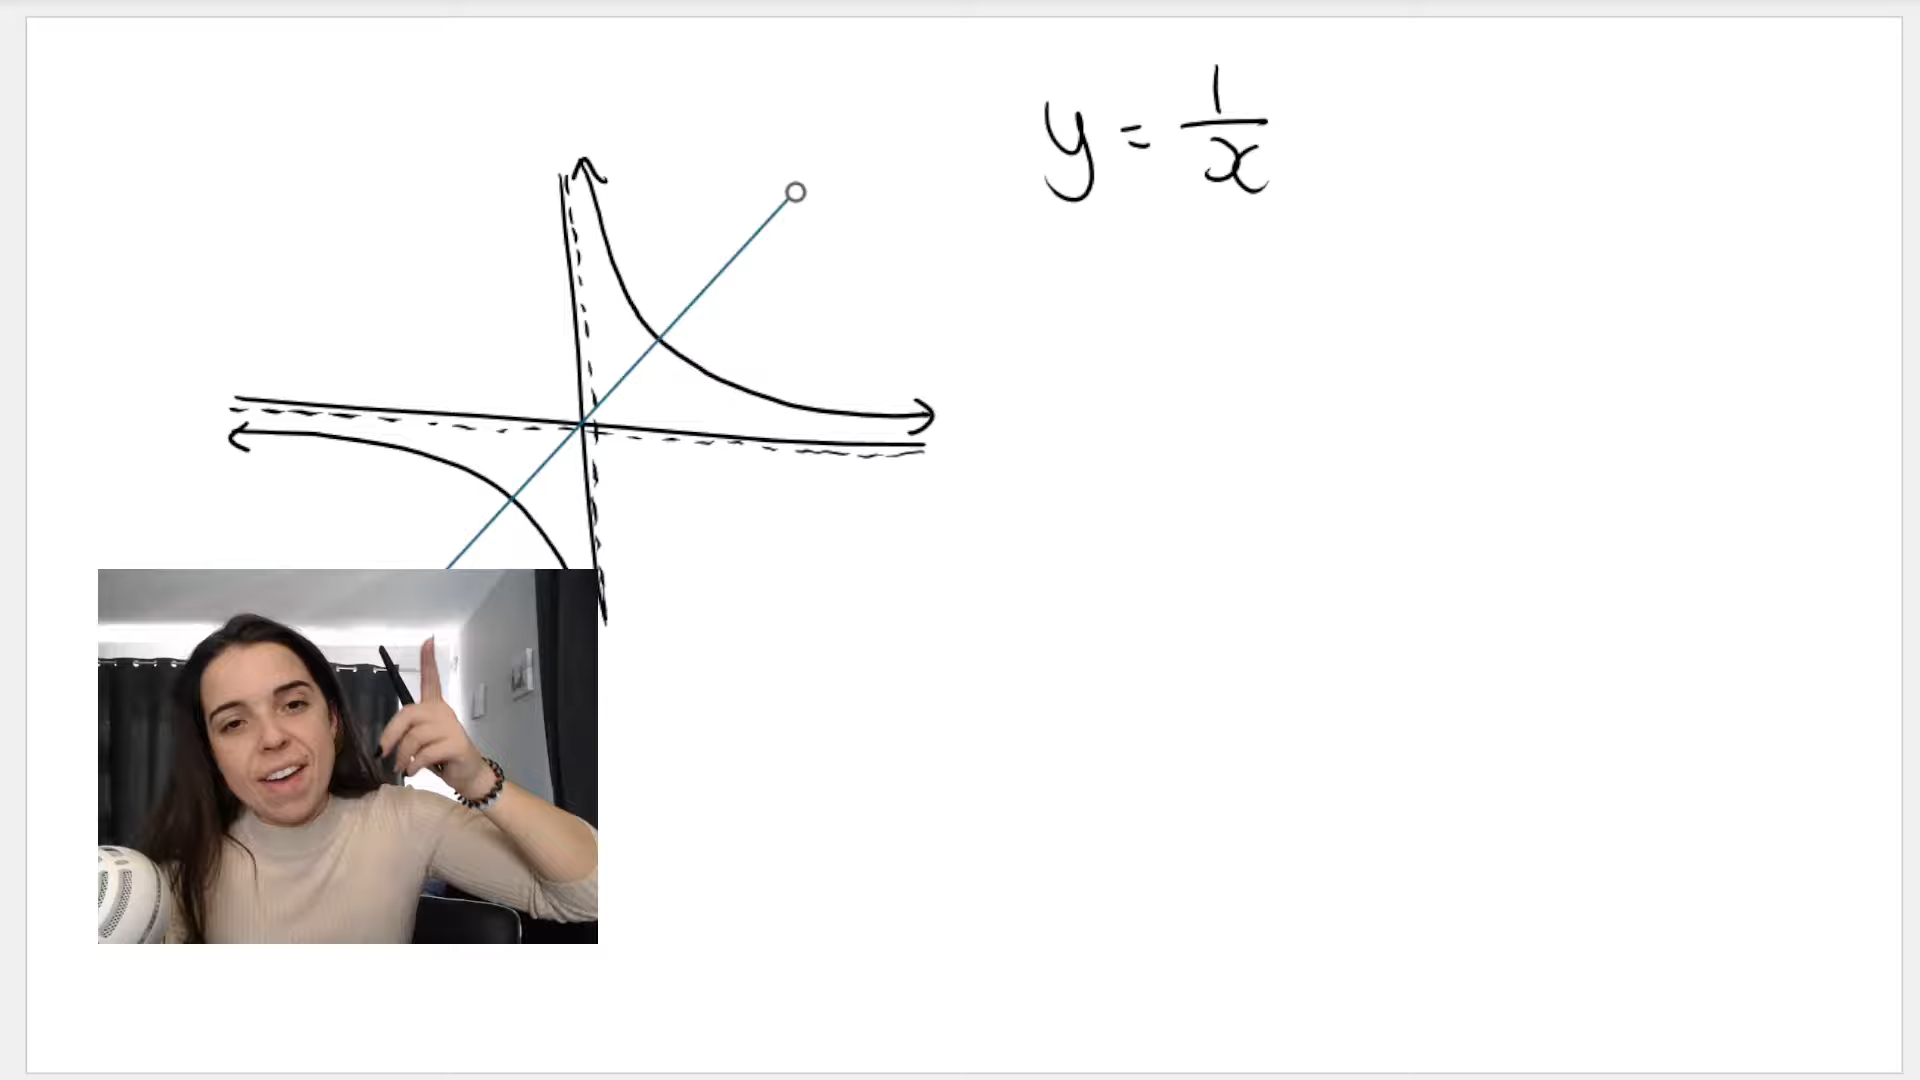 y = 1/x